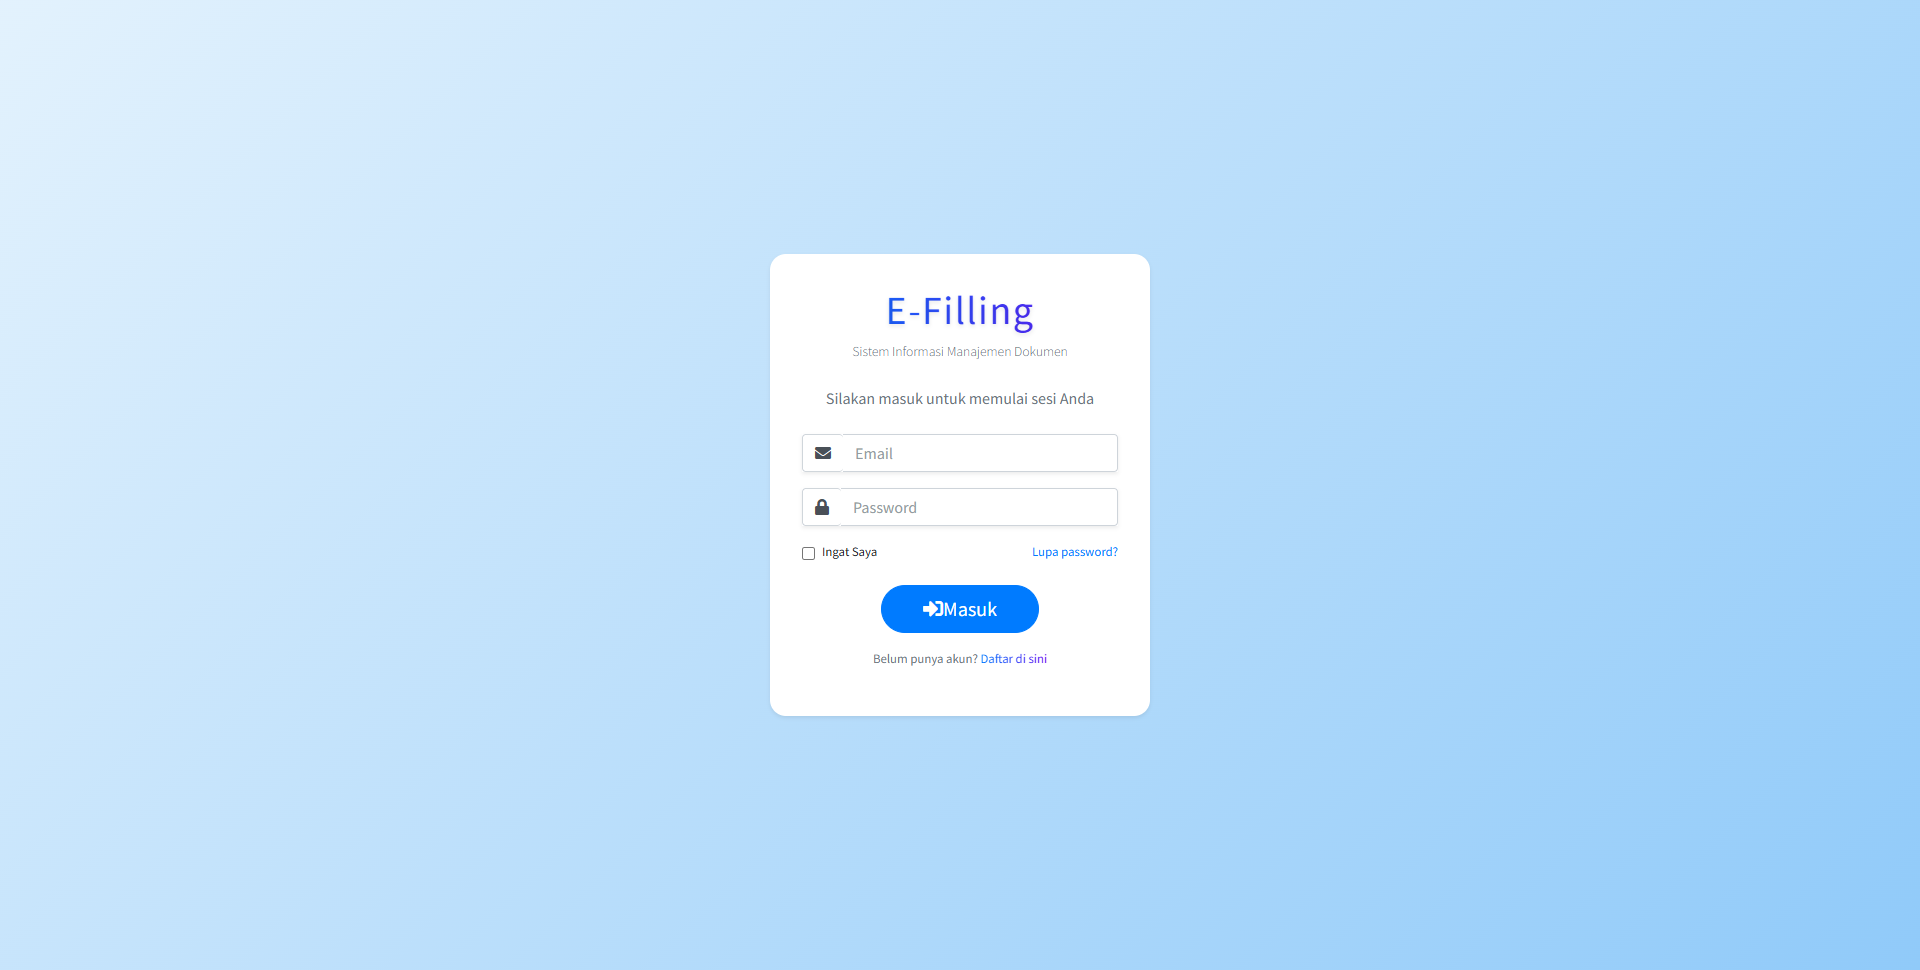 E-Filling
Sistem Informasi Manajemen Dokumen
Silakan masuk untuk memulai sesi Anda
Email
Password
Ingat Saya
Lupa password?
Masuk
Belum punya akun? Daftar di sini